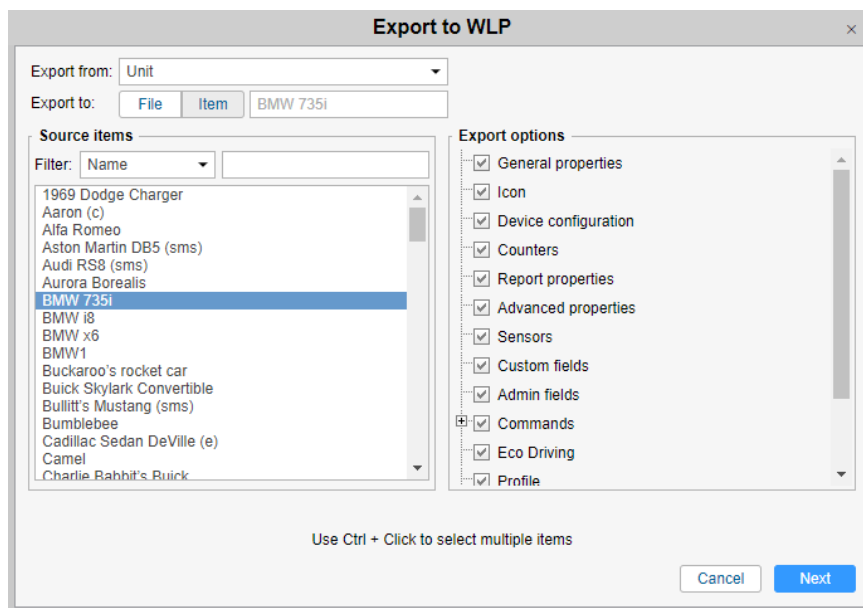 Export to WLP
×
Export from: Unit
Export to: File Item BMW 735i
Source items
Filter: Name
1969 Dodge Charger
Aaron (c)
Alfa Romeo
Aston Martin DB5 (sms)
Audi RS8 (sms)
Aurora Borealis
BMW 735i
BMW i8
BMW x6
BMW1
Buckaroo's rocket car
Buick Skylark Convertible
Bullitt's Mustang (sms)
Bumblebee
Cadillac Sedan DeVille (e)
Camel
Charlie Babbit's Buick
Export options
General properties
Icon
Device configuration
Counters
Report properties
Advanced properties
Sensors
Custom fields
Admin fields
Commands
Eco Driving
Profile
Use Ctrl + Click to select multiple items
Cancel Next